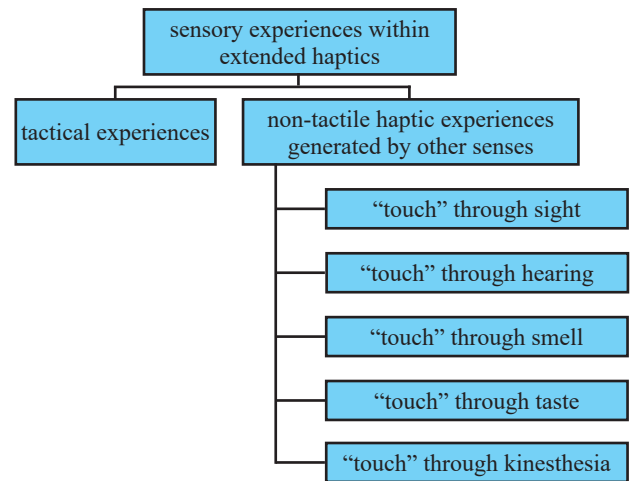 sensory experiences within
extended haptics
tactical experiences
non-tactile haptic experiences
generated by other senses
“touch” through sight
“touch” through hearing
“touch” through smell
“touch” through taste
“touch” through kinesthesia